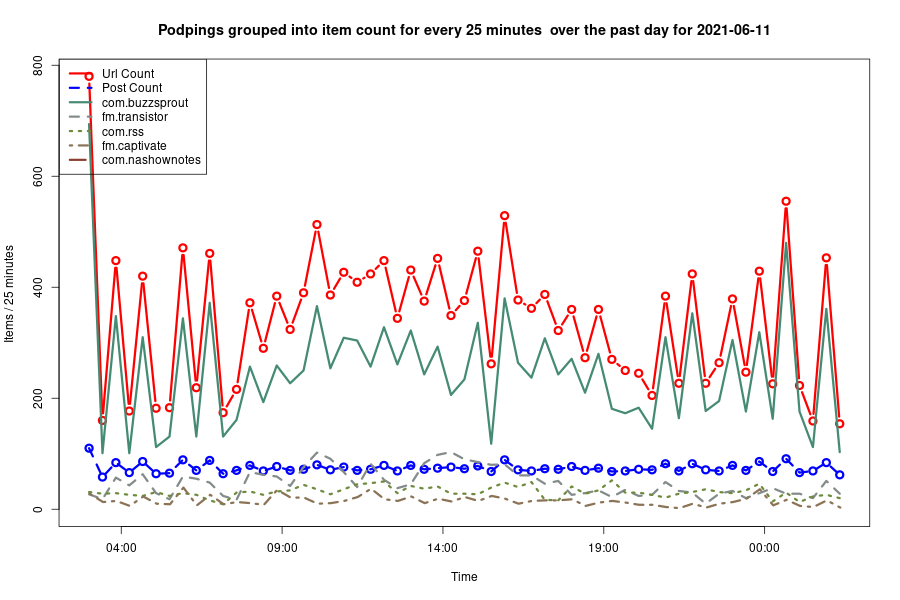 Podpings grouped into item count for every 25 minutes  over the past day for 2021-06-11
Items / 25 minutes
800
600
400
200
0
Url Count
Post Count
com.buzzsprout
fm.transistor
com.rss
fm.captivate
com.nashownotes
04:00
09:00
14:00
19:00
00:00
Time